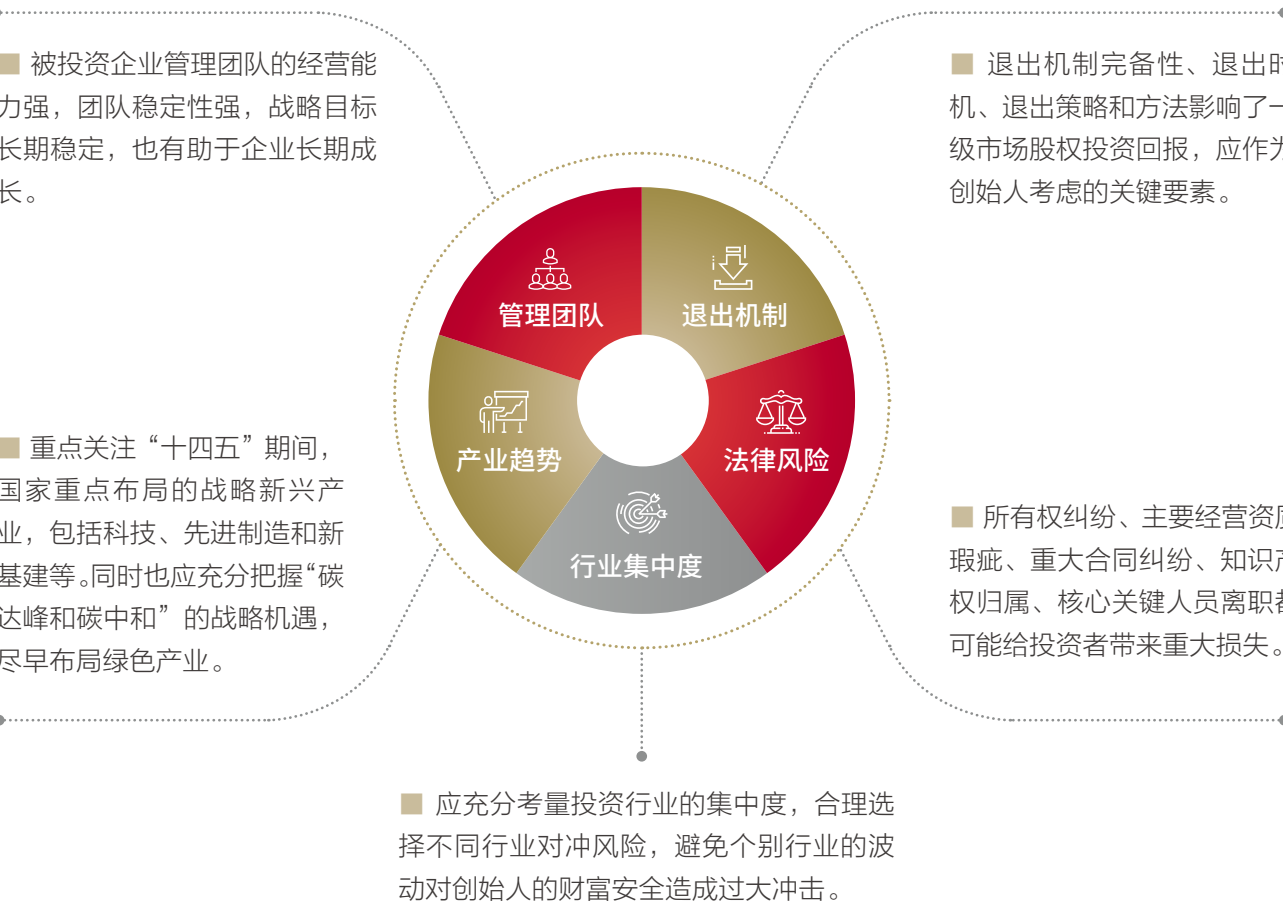 ■ 被投资企业管理团队的经营能
力强，团队稳定性强，战略目标
长期稳定，也有助于企业长期成
长。
■ 退出机制完备性、退出时
机、退出策略和方法影响了一
级市场股权投资回报，应作为
创始人考虑的关键要素。
管理团队
退出机制
产业趋势
法律风险
行业集中度
■ 重点关注“十四五”期间，
国家重点布局的战略新兴产
业，包括科技、先进制造和新
基建等。同时也应充分把握“碳
达峰和碳中和”的战略机遇，
尽早布局绿色产业。
■ 所有权纠纷、主要经营资质
瑕疵、重大合同纠纷、知识产
权归属、核心关键人员离职都
可能给投资者带来重大损失。
■ 应充分考量投资行业的集中度，合理选
择不同行业对冲风险，避免个别行业的波
动对创始人的财富安全造成过大冲击。